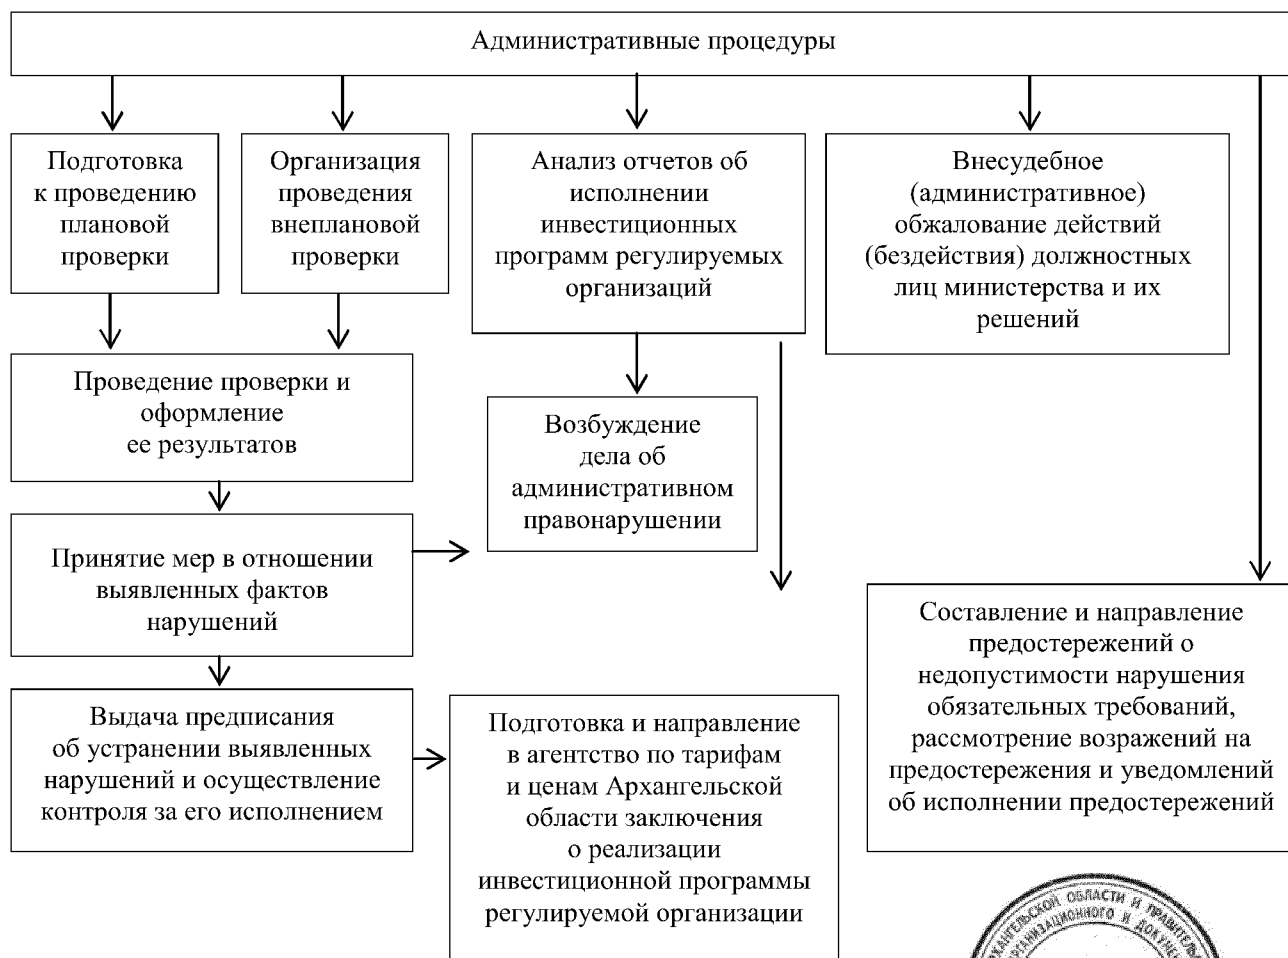 Административные процедуры
Подготовка
к проведению
плановой
проверки
Организация
проведения
внеплановой
проверки
Анализ отчетов об
исполнении
инвестиционных
программ регулируемых
организаций
Внесудебное
(административное)
обжалование действий
(бездействия) должностных
лиц министерства и их
решений
Проведение проверки и
оформление
ее результатов
Возбуждение
дела об
административном
правонарушении
Принятие мер в отношении
выявленных фактов
нарушений
Составление и направление
предостережений о
недопустимости нарушения
обязательных требований,
рассмотрение возражений на
предостережения и уведомлений
об исполнении предостережений
Выдача предписания
об устранении выявленных
нарушений и осуществление
контроля за его исполнением
Подготовка и направление
в агентство по тарифам
и ценам Архангельской
области заключения
о реализации
инвестиционной программы
регулируемой организации
ОБЛАСТИ И